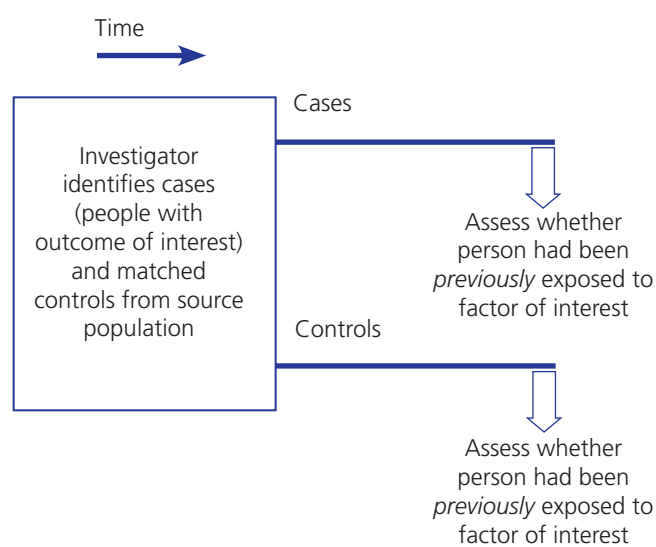 Time
Cases
Investigator
identifies cases
(people with
outcome of interest)
and matched
controls from source
population
Assess whether
person had been
previously exposed to
factor of interest
Controls
Assess whether
person had been
previously exposed to
factor of interest